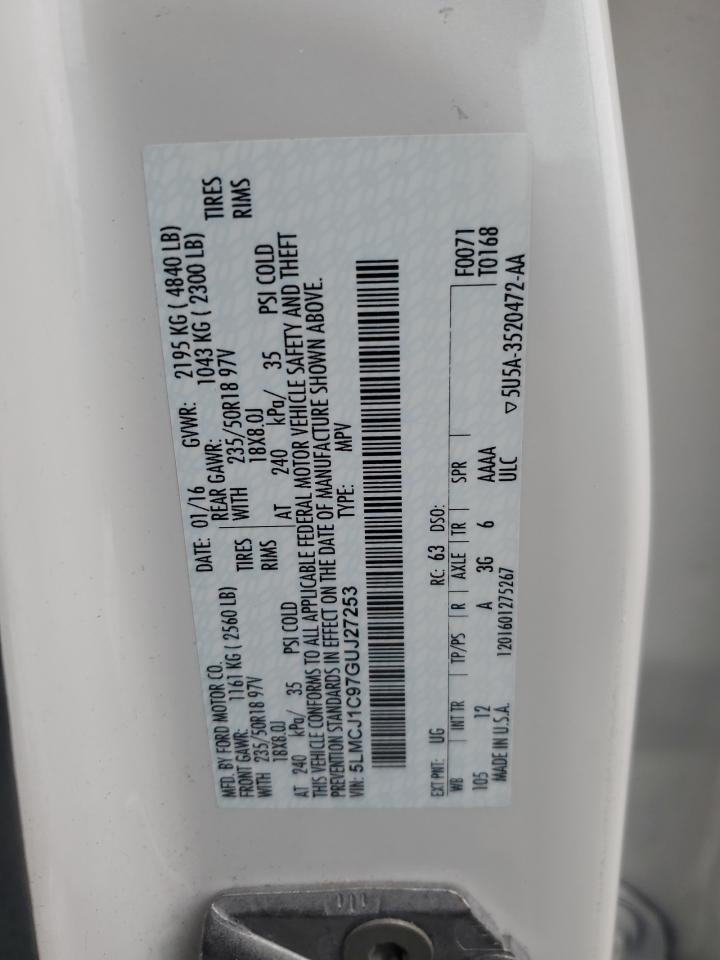 MFD. BY FORD MOTOR CO.
DATE: 01/16 GVWR: 2195 KG ( 4840 LB)
FRONT GAWR: 1161 KG ( 2560 LB)
REAR GAWR: 1043 KG ( 2300 LB)
WITH 235/50R18 97V TIRES
WITH 235/50R18 97V TIRES
18X8.0J RIMS
18X8.0J RIMS
AT 240 kPa/ 35 PSI COLD
AT 240 kPa/ 35 PSI COLD
THIS VEHICLE CONFORMS TO ALL APPLICABLE FEDERAL MOTOR VEHICLE SAFETY AND THEFT
PREVENTION STANDARDS IN EFFECT ON THE DATE OF MANUFACTURE SHOWN ABOVE.
VIN: 5LMCJ1C97GUJ27253 TYPE: MPV
EXT PNT: UG RC: 63 DSO: F0071
WB INT TR TP/PS R AXLE TR SPR T0168
105 12 A 3G 6 AAAA
MADE IN U.S.A. 1201601275267 ULC ▽5U5A-3520472-AA